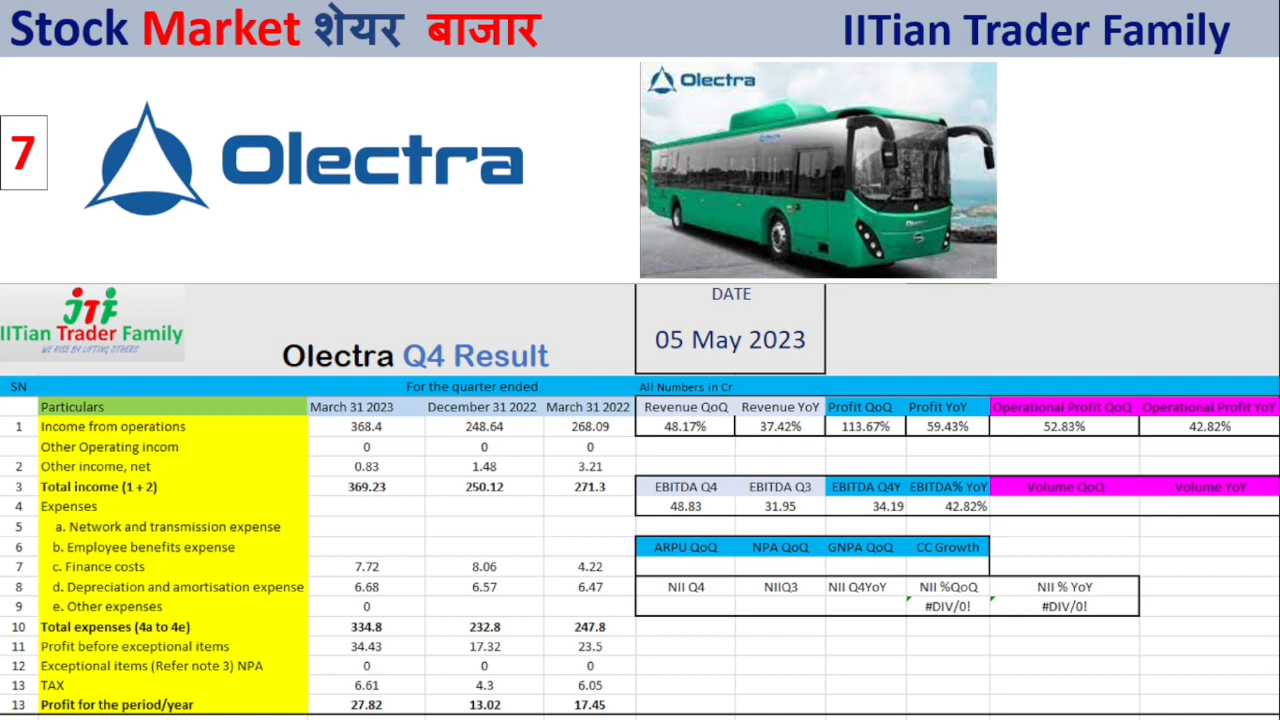 Stock Market शेयर बाजार IITian Trader Family
7 Olectra Olectra
Olectra
IITian Trader Family
WE RISE BY LIFTING OTHERS
Olectra Q4 Result
DATE
05 May 2023
SN For the quarter ended All Numbers in Cr
Particulars March 31 2023 December 31 2022 March 31 2022 Revenue QoQ Revenue YoY Profit QoQ Profit YoY Operational Profit QoQ Operational Profit YoY
1 Income from operations 368.4 248.64 268.09 48.17% 37.42% 113.67% 59.43% 52.83% 42.82%
Other Operating incom 0 0 0
2 Other income, net 0.83 1.48 3.21
3 Total income (1 + 2) 369.23 250.12 271.3 EBITDA Q4 EBITDA Q3 EBITDA Q4Y EBITDA% YoY Volume QoQ Volume YoY
4 Expenses 48.83 31.95 34.19 42.82%
5 a. Network and transmission expense
6 b. Employee benefits expense ARPU QoQ NPA QoQ GNPA QoQ CC Growth
7 c. Finance costs 7.72 8.06 4.22
8 d. Depreciation and amortisation expense 6.68 6.57 6.47 NII Q4 NIIQ3 NII Q4YoY NII %QoQ NII % YoY
9 e. Other expenses 0 #DIV/0! #DIV/0!
10 Total expenses (4a to 4e) 334.8 232.8 247.8
11 Profit before exceptional items 34.43 17.32 23.5
12 Exceptional items (Refer note 3) NPA 0 0 0
13 TAX 6.61 4.3 6.05
13 Profit for the period/year 27.82 13.02 17.45